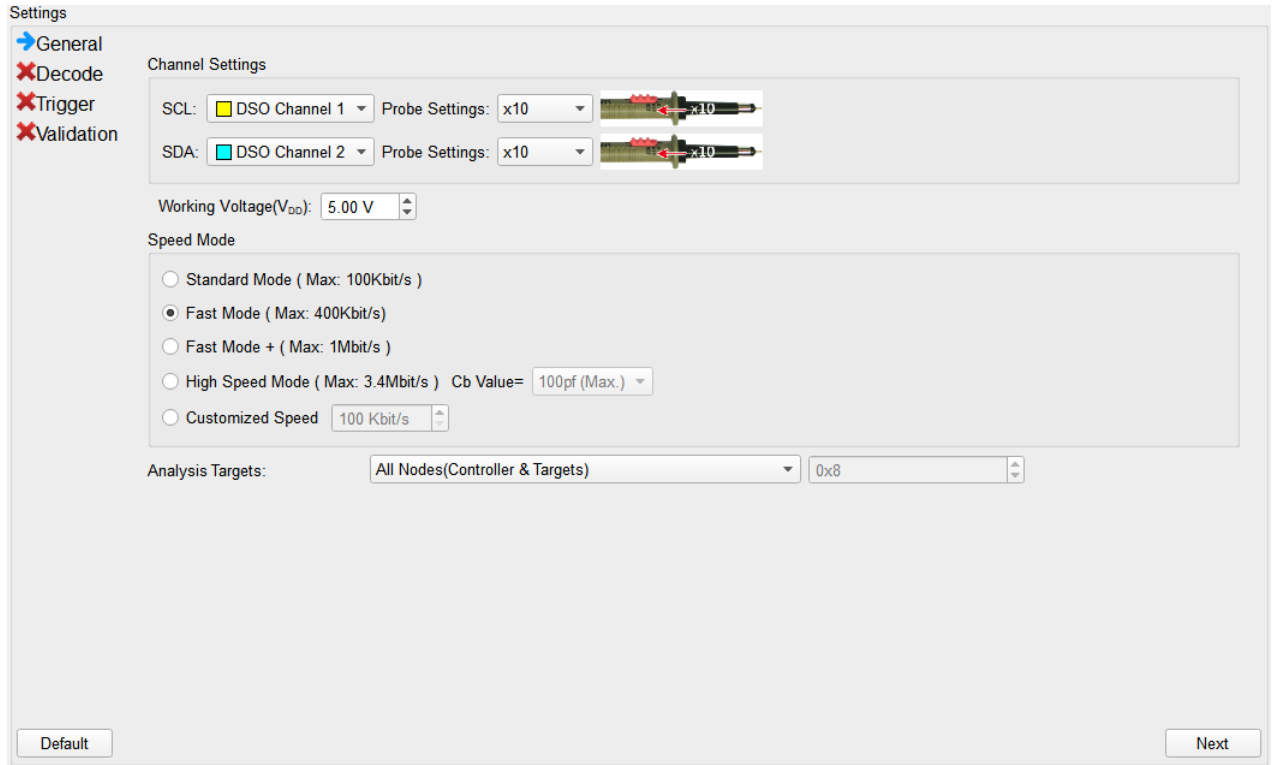 Settings
General
Decode
Trigger
Validation
Channel Settings
SCL: DSO Channel 1 Probe Settings: x10 x10
SDA: DSO Channel 2 Probe Settings: x10 x10
Working Voltage(VDD): 5.00 V
Speed Mode
Standard Mode ( Max: 100Kbit/s )
Fast Mode ( Max: 400Kbit/s)
Fast Mode + ( Max: 1Mbit/s )
High Speed Mode ( Max: 3.4Mbit/s ) Cb Value= 100pf (Max.)
Customized Speed 100 Kbit/s
Analysis Targets: All Nodes(Controller & Targets) 0x8
Default Next